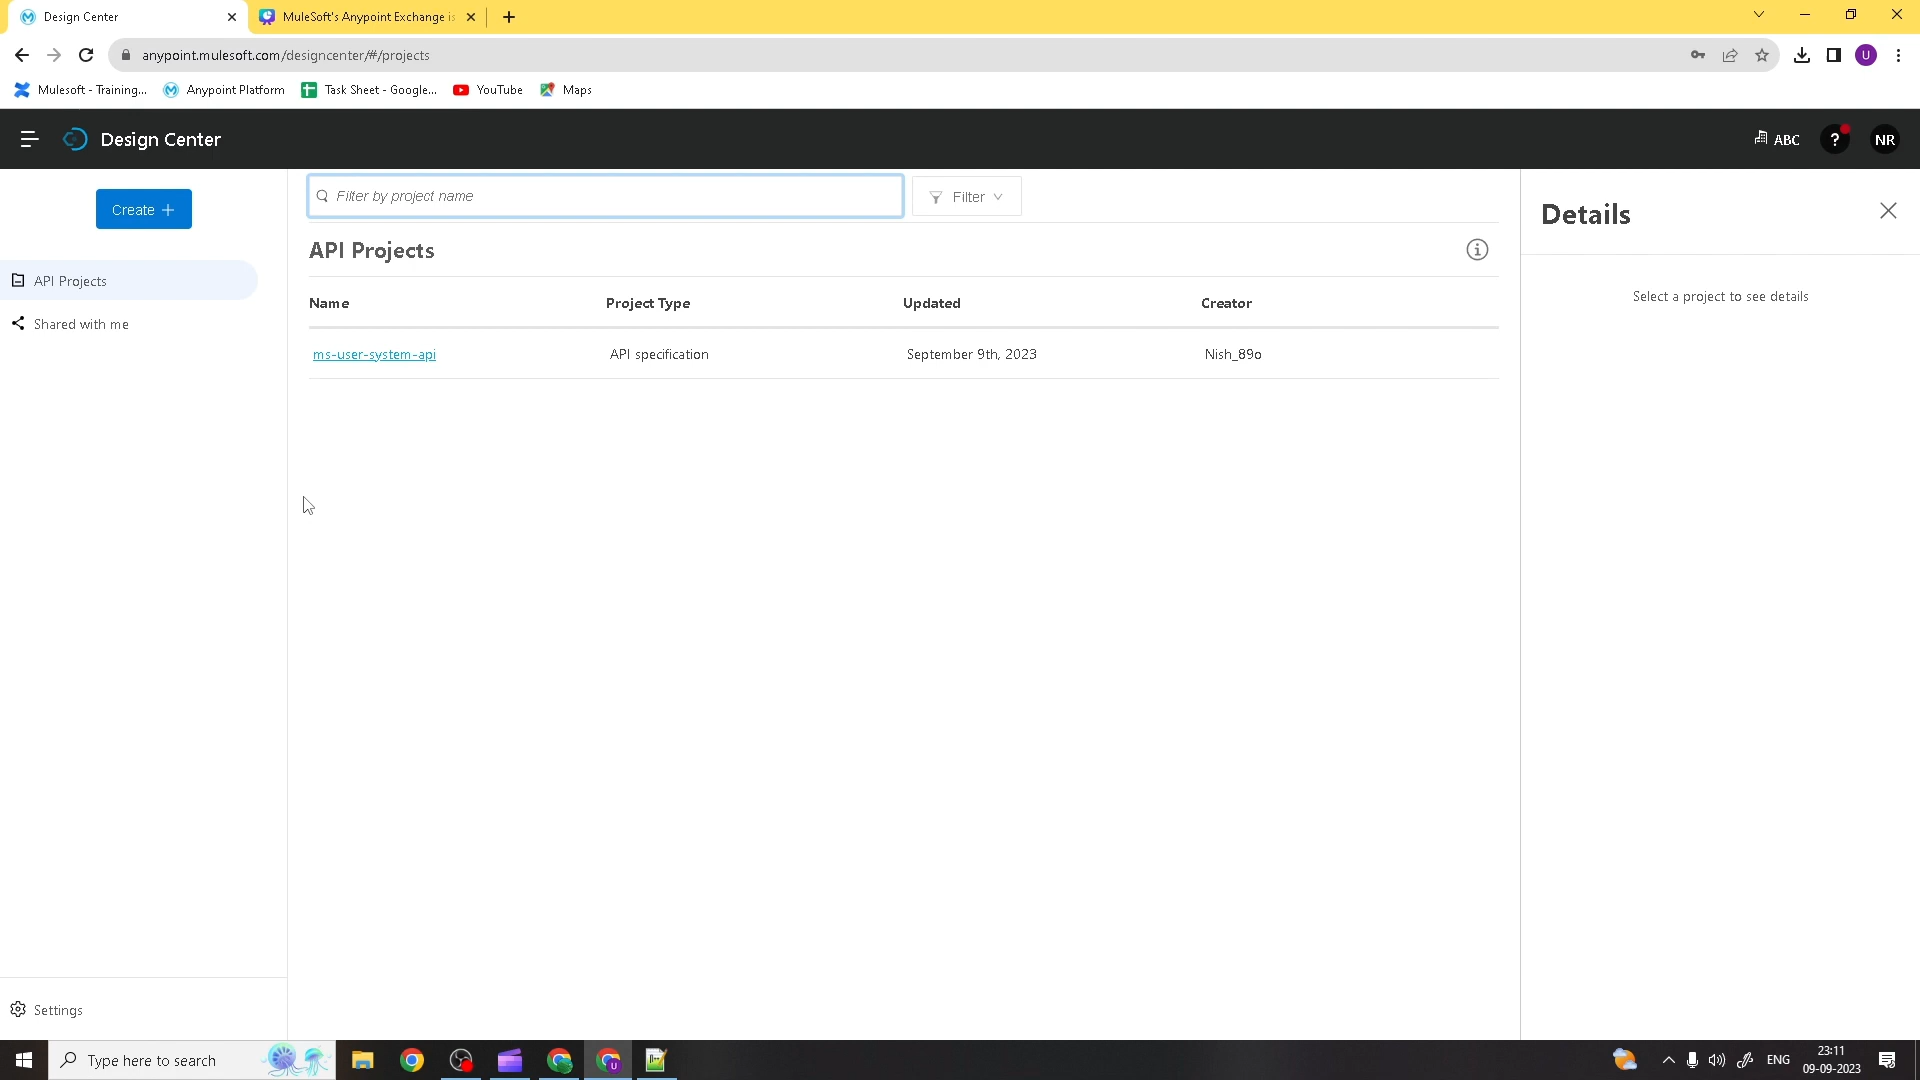 Design Center
MuleSoft's Anypoint Exchange is
anypoint.mulesoft.com/designcenter/#/projects
U
Mulesoft - Training...
Anypoint Platform
Task Sheet - Google...
YouTube
Maps
Design Center
ABC
?
NR
Create +
API Projects
Shared with me
Settings
Filter by project name
Filter
API Projects
Name Project Type Updated Creator
ms-user-system-api API specification September 9th, 2023 Nish_89o
Details
Select a project to see details
Type here to search
ENG
23:11
09-09-2023